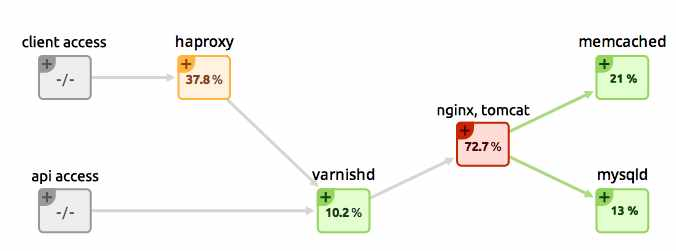 client access
-/-
haproxy
37.8 %
memcached
21 %
nginx, tomcat
72.7 %
api access
-/-
varnishd
10.2 %
mysqld
13 %